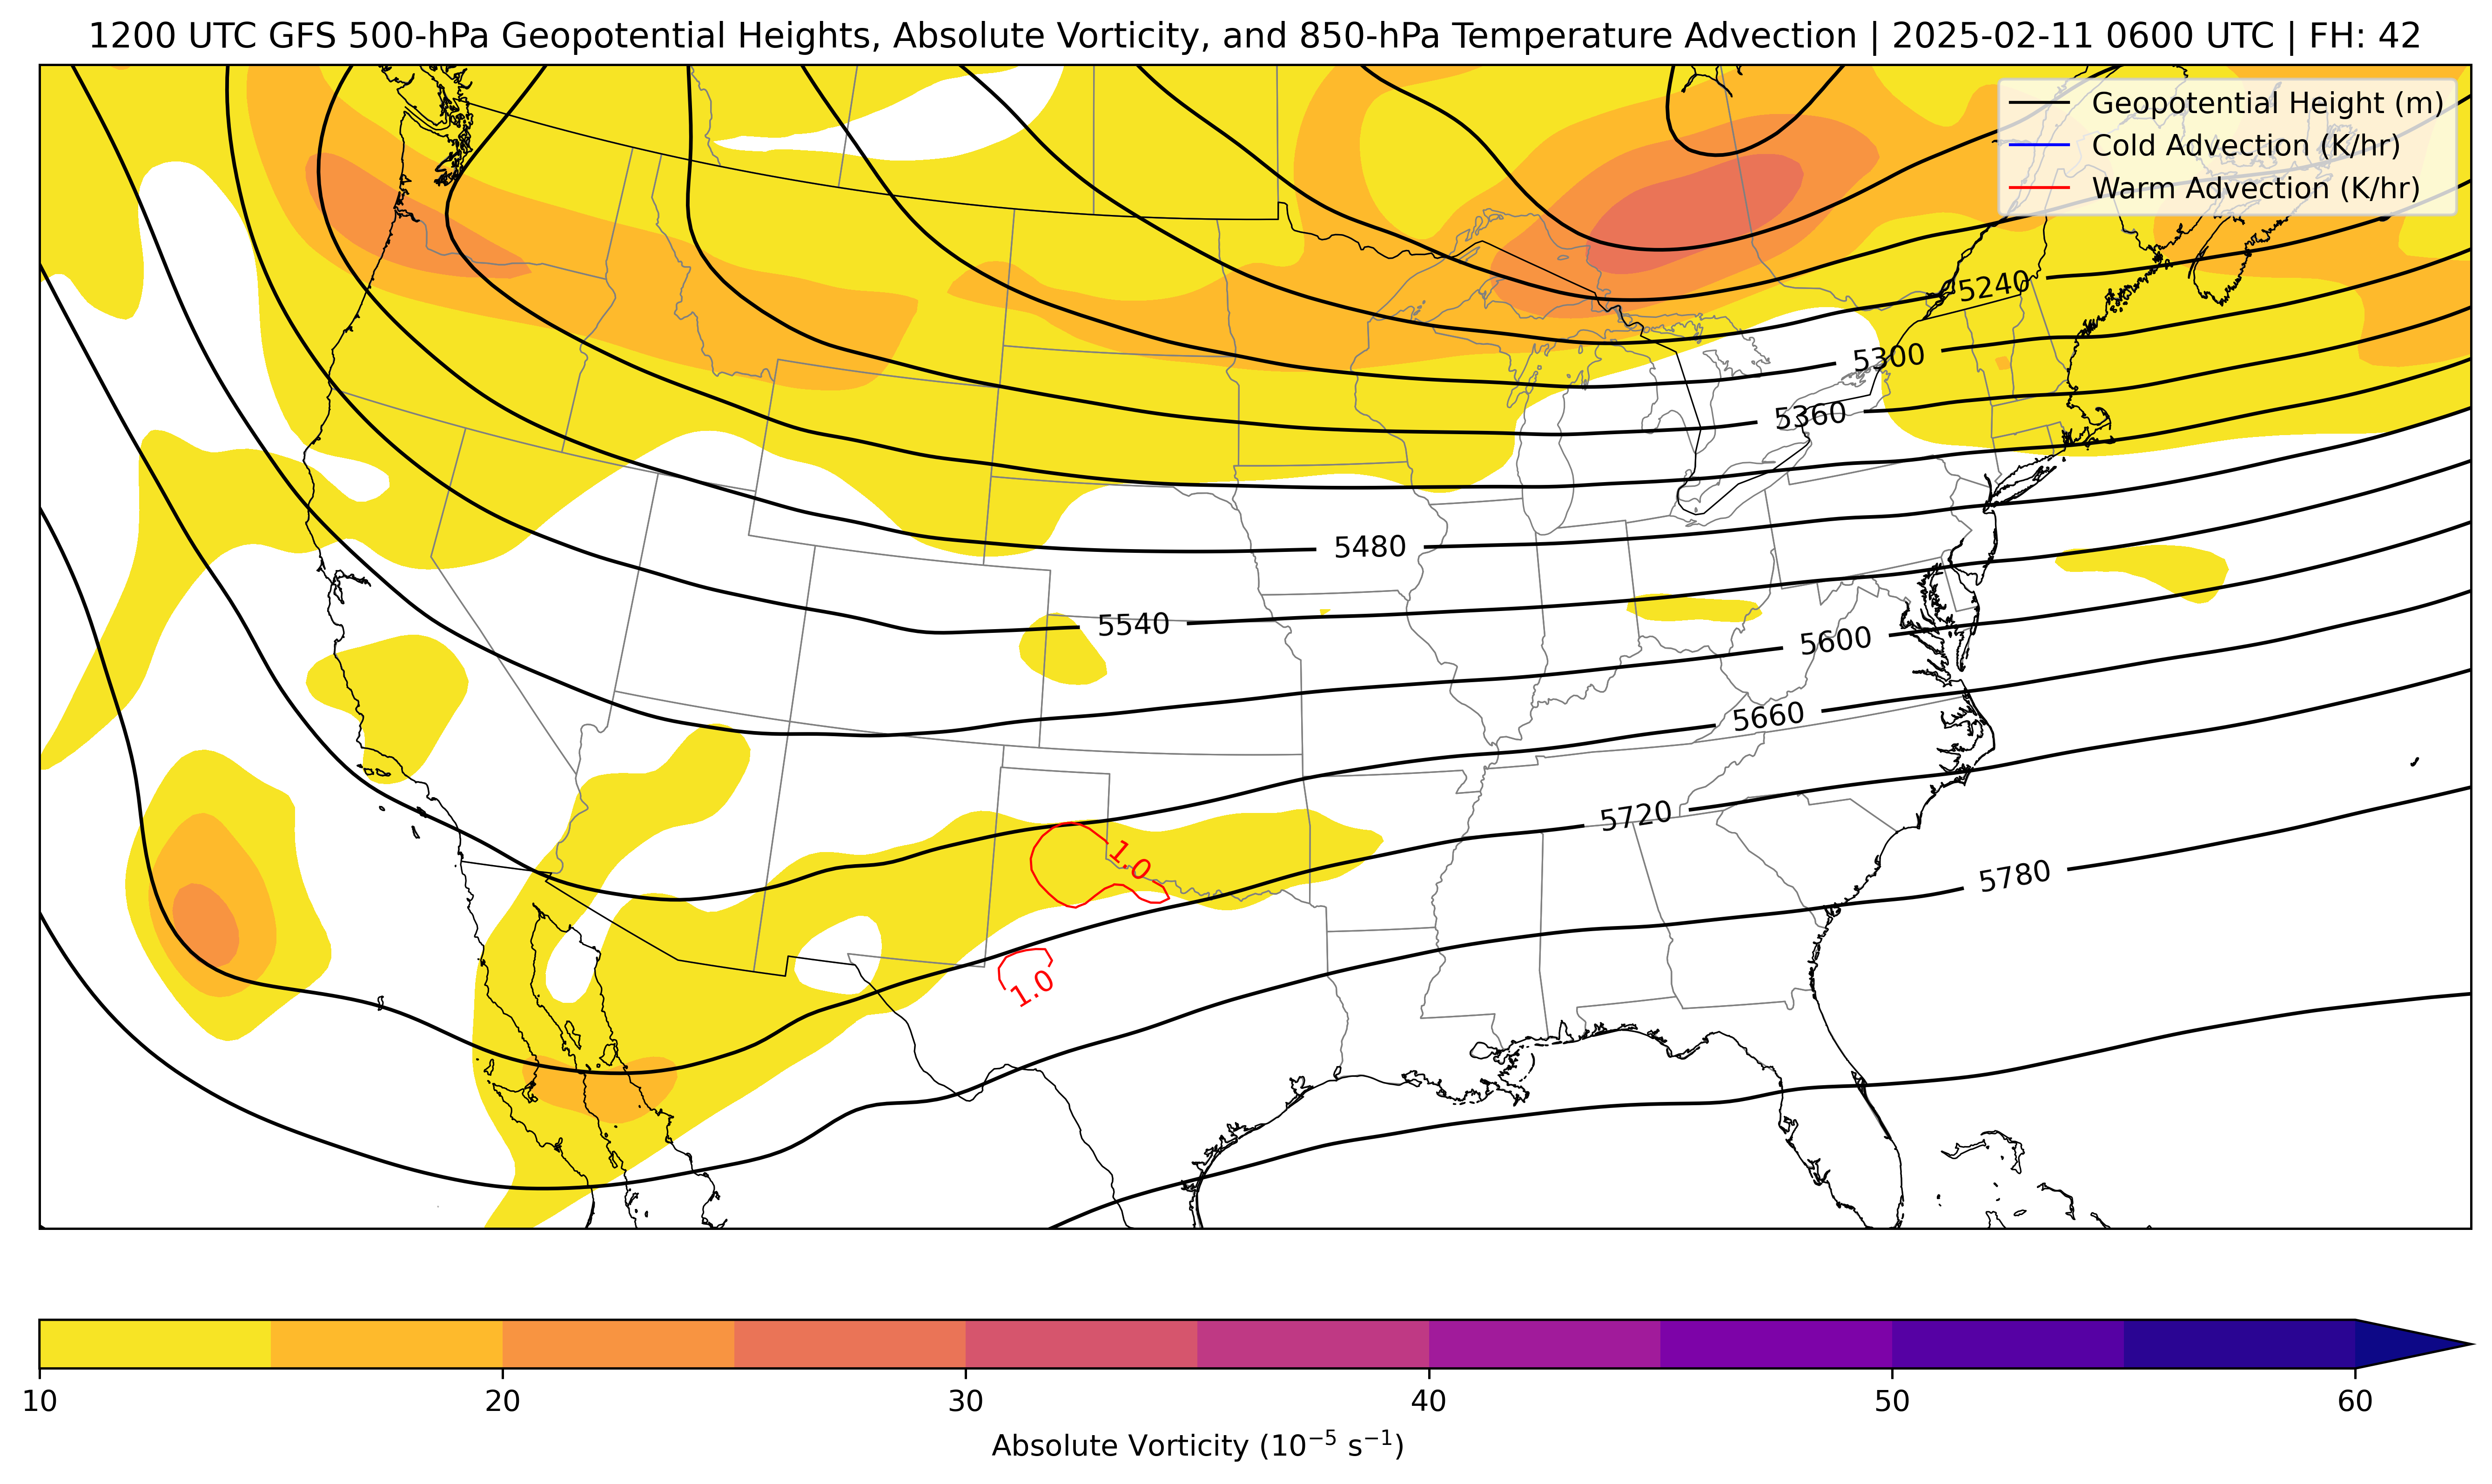 1200 UTC GFS 500-hPa Geopotential Heights, Absolute Vorticity, and 850-hPa Temperature Advection | 2025-02-11 0600 UTC | FH: 42
Geopotential Height (m)
Cold Advection (K/hr)
Warm Advection (K/hr)
5240
5300
5360
5480
5540
5600
5660
5720
1.0
5780
1.0
10 20 30 40 50 60
Absolute Vorticity (10⁻⁵ s⁻¹)